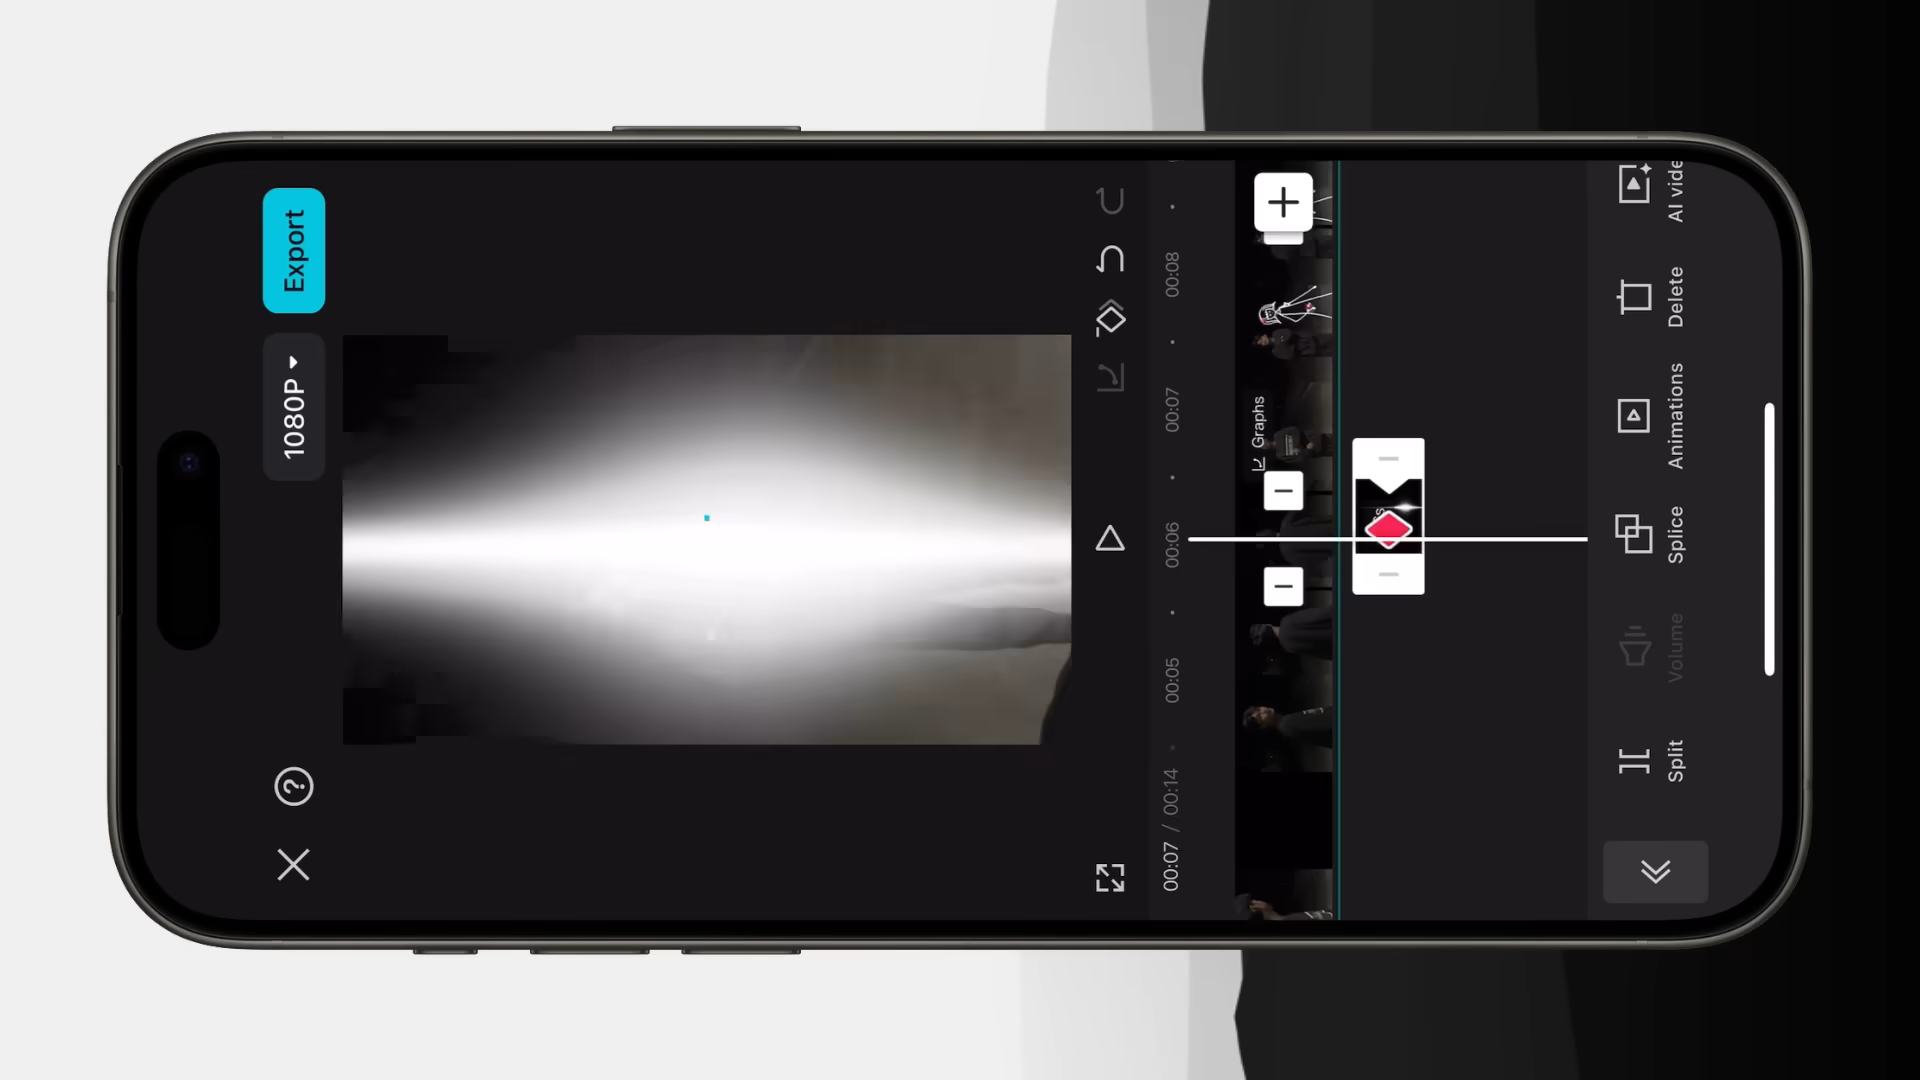 1080P
Export
00:07 / 00:14
00:05
00:06
00:07
00:08
Graphs
Split
Volume
Splice
Animations
Delete
AI vide